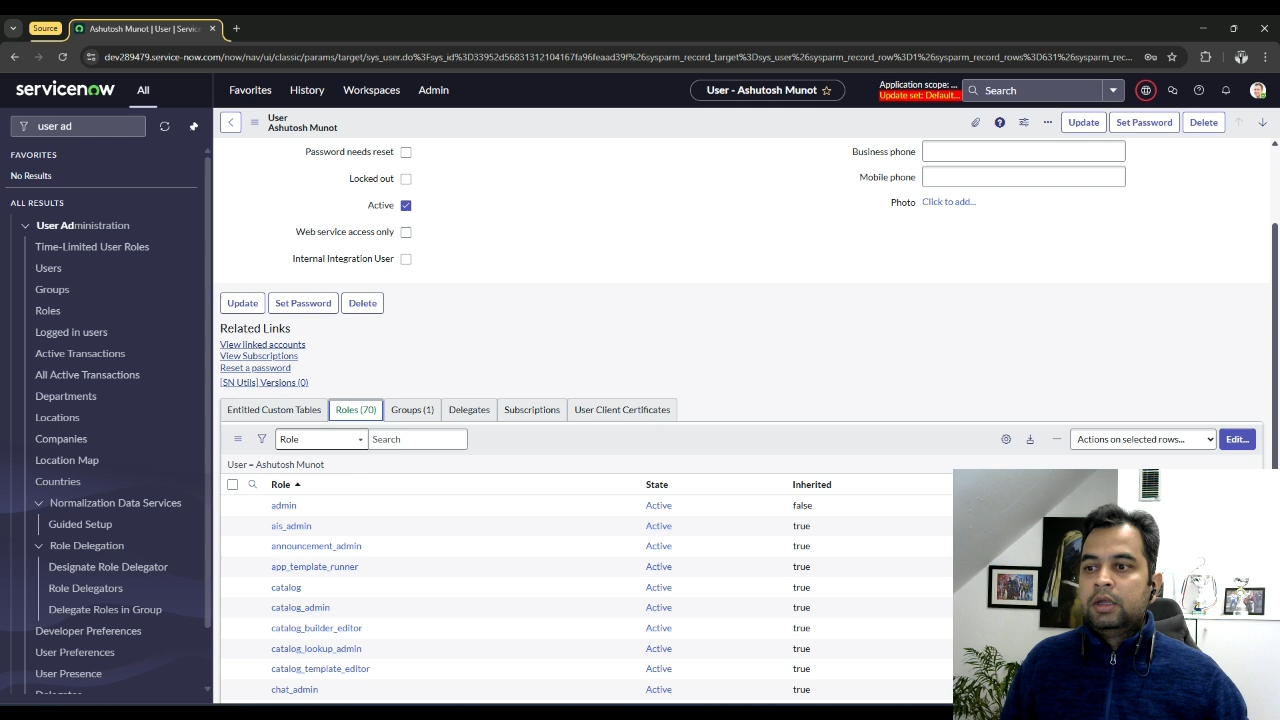 Source
Ashutosh Munot | User | Service
dev289479.service-now.com/now/nav/ui/classic/params/target/sys_user.do%3Fsys_id%3D33952d56831312104167fa96feaad39f%26sysparm_record_target%3Dsys_user%26sysparm_record_row%3D1%26sysparm_record_rows%3D631%26sysparm_rec...
servicenow
All
Favorites
History
Workspaces
Admin
User - Ashutosh Munot
Application scope: ...
Update set: Default...
Search
user ad
User
Ashutosh Munot
Update
Set Password
Delete
FAVORITES
No Results
ALL RESULTS
User Administration
Time-Limited User Roles
Users
Groups
Roles
Logged in users
Active Transactions
All Active Transactions
Departments
Locations
Companies
Location Map
Countries
Normalization Data Services
Guided Setup
Role Delegation
Designate Role Delegator
Role Delegators
Delegate Roles in Group
Developer Preferences
User Preferences
User Presence
Delegates
Password needs reset
Locked out
Active
Web service access only
Internal Integration User
Business phone
Mobile phone
Photo Click to add...
Update
Set Password
Delete
Related Links
View linked accounts
View Subscriptions
Reset a password
[SN Utils] Versions (0)
Entitled Custom Tables
Roles (70)
Groups (1)
Delegates
Subscriptions
User Client Certificates
Role
Search
Actions on selected rows...
Edit...
User = Ashutosh Munot
Role State Inherited
admin Active false
ais_admin Active true
announcement_admin Active true
app_template_runner Active true
catalog Active true
catalog_admin Active true
catalog_builder_editor Active true
catalog_lookup_admin Active true
catalog_template_editor Active true
chat_admin Active true